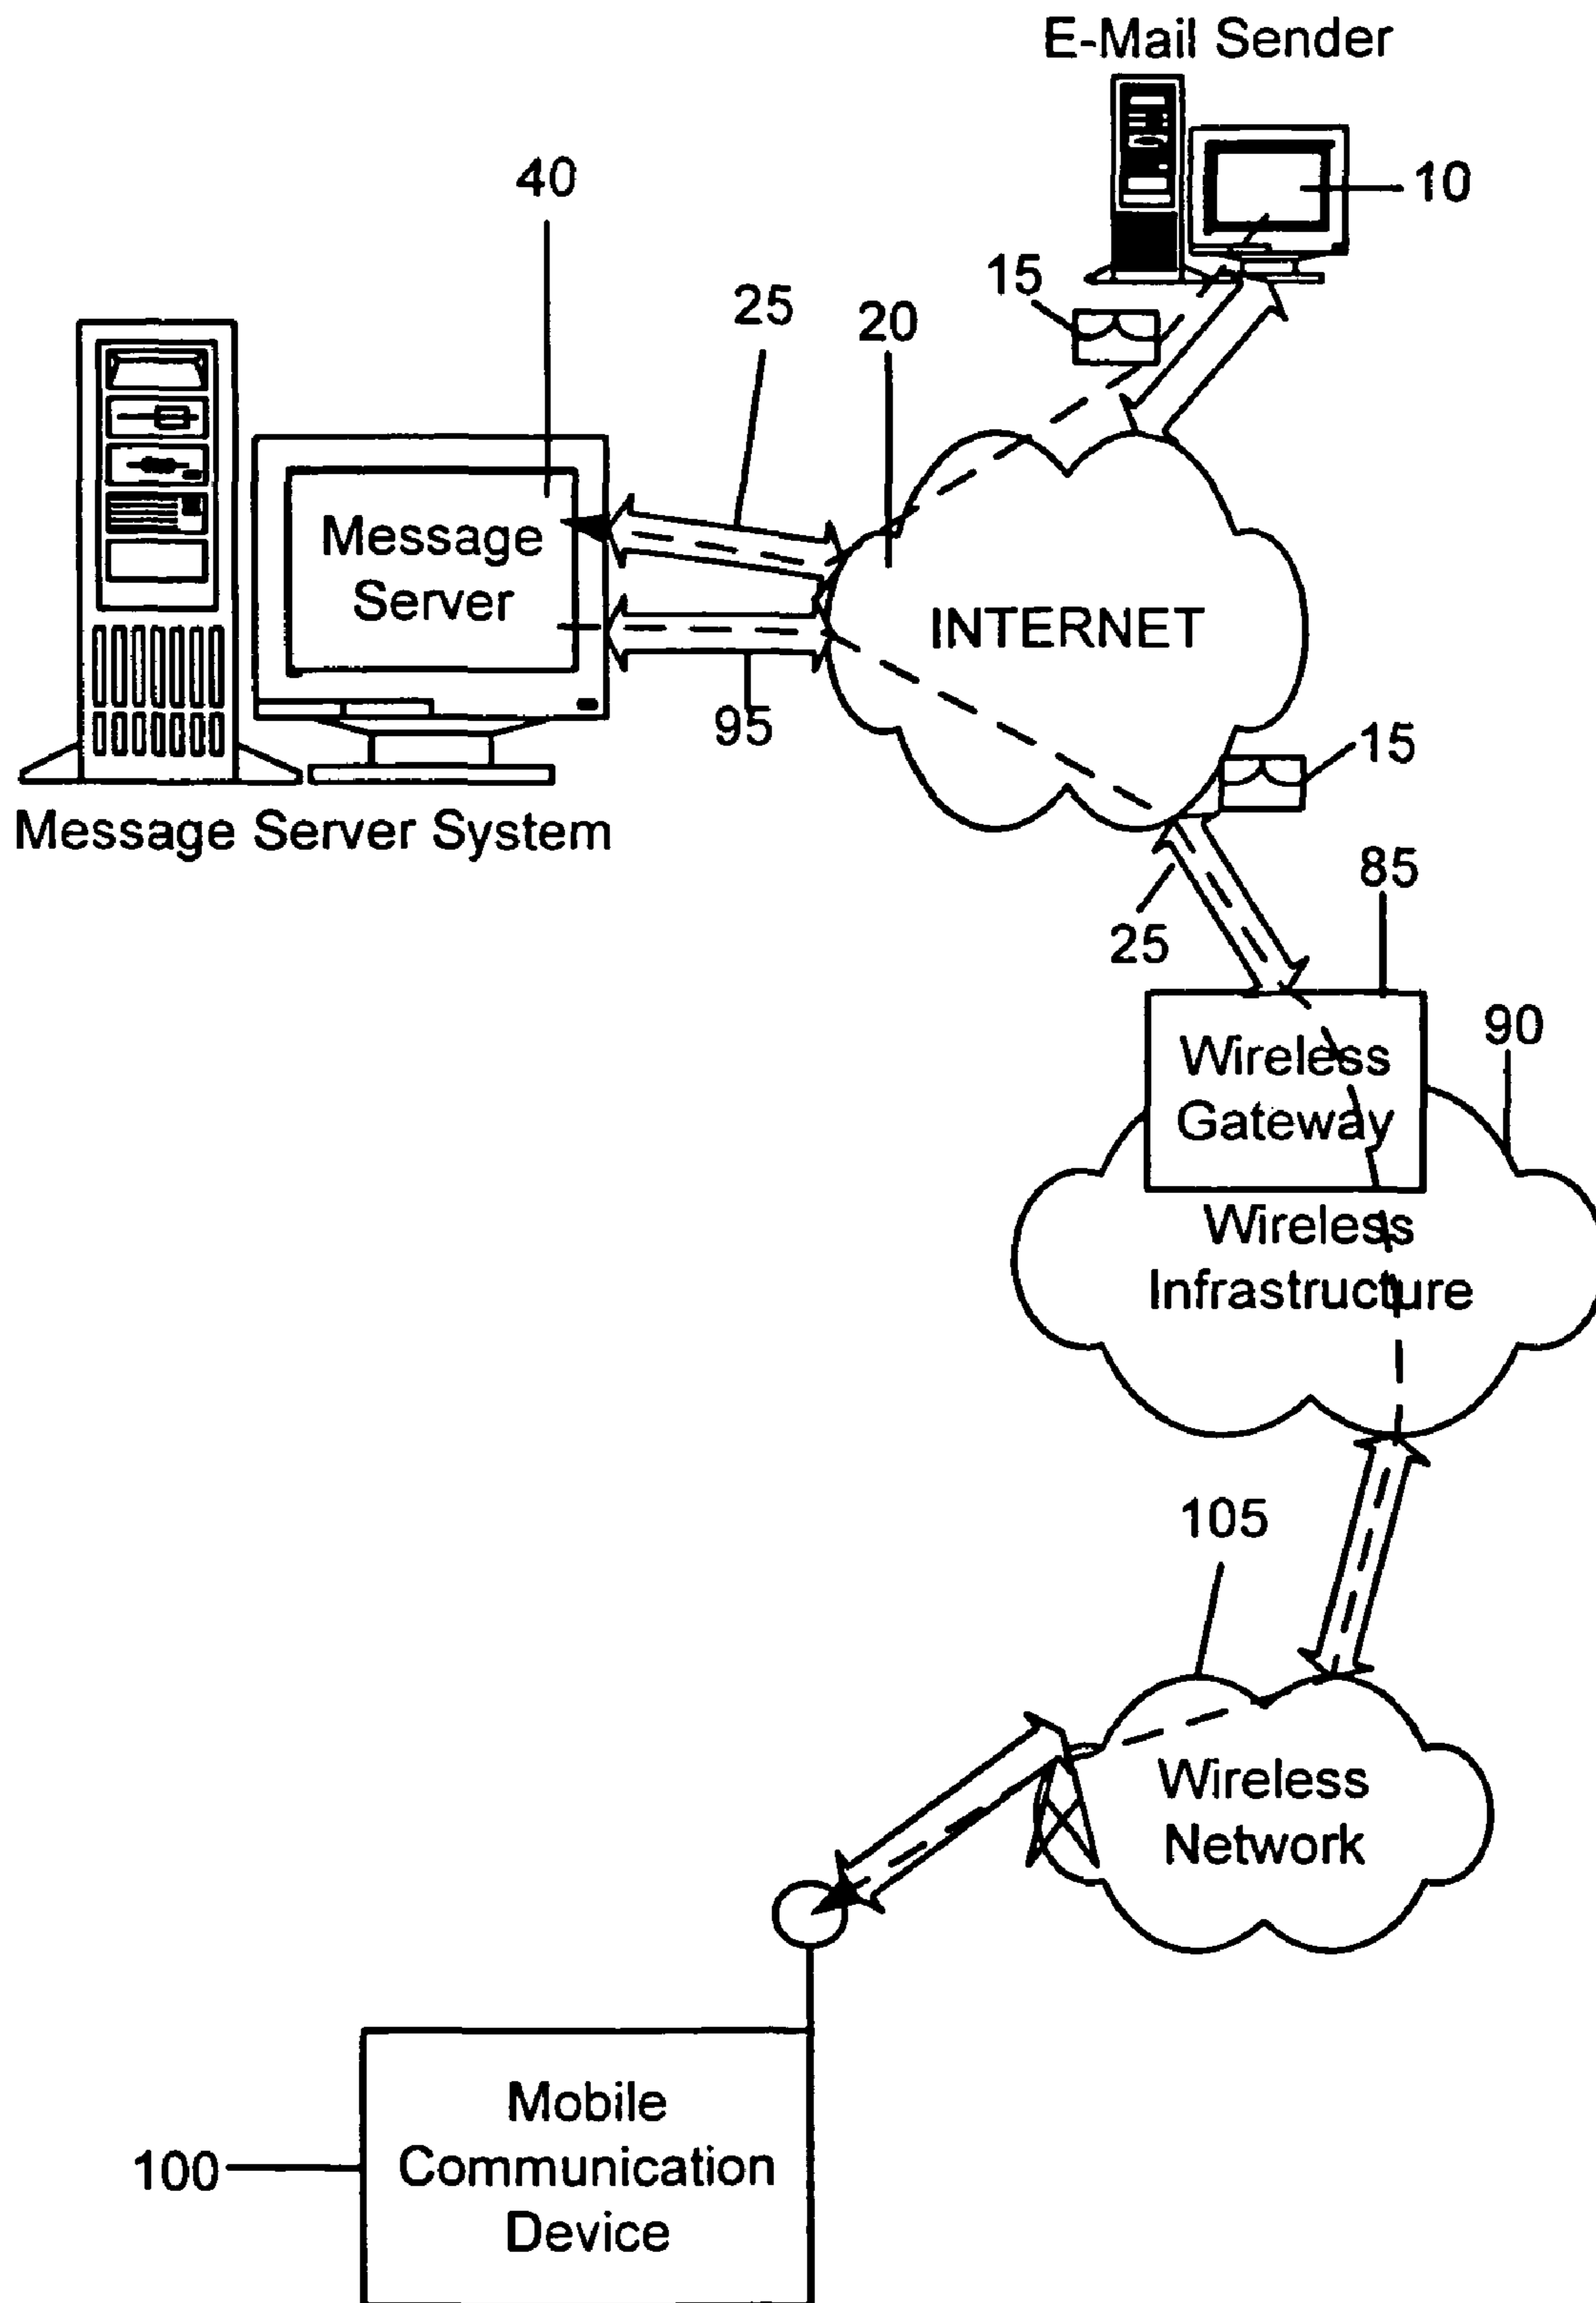 E-Mail Sender
40
10
15
25
20
Message
Server
INTERNET
95
15
Message Server System
85
25
90
Wireless
Gateway
Wireless
Infrastructure
105
Wireless
Network
Mobile
100
Communication
Device